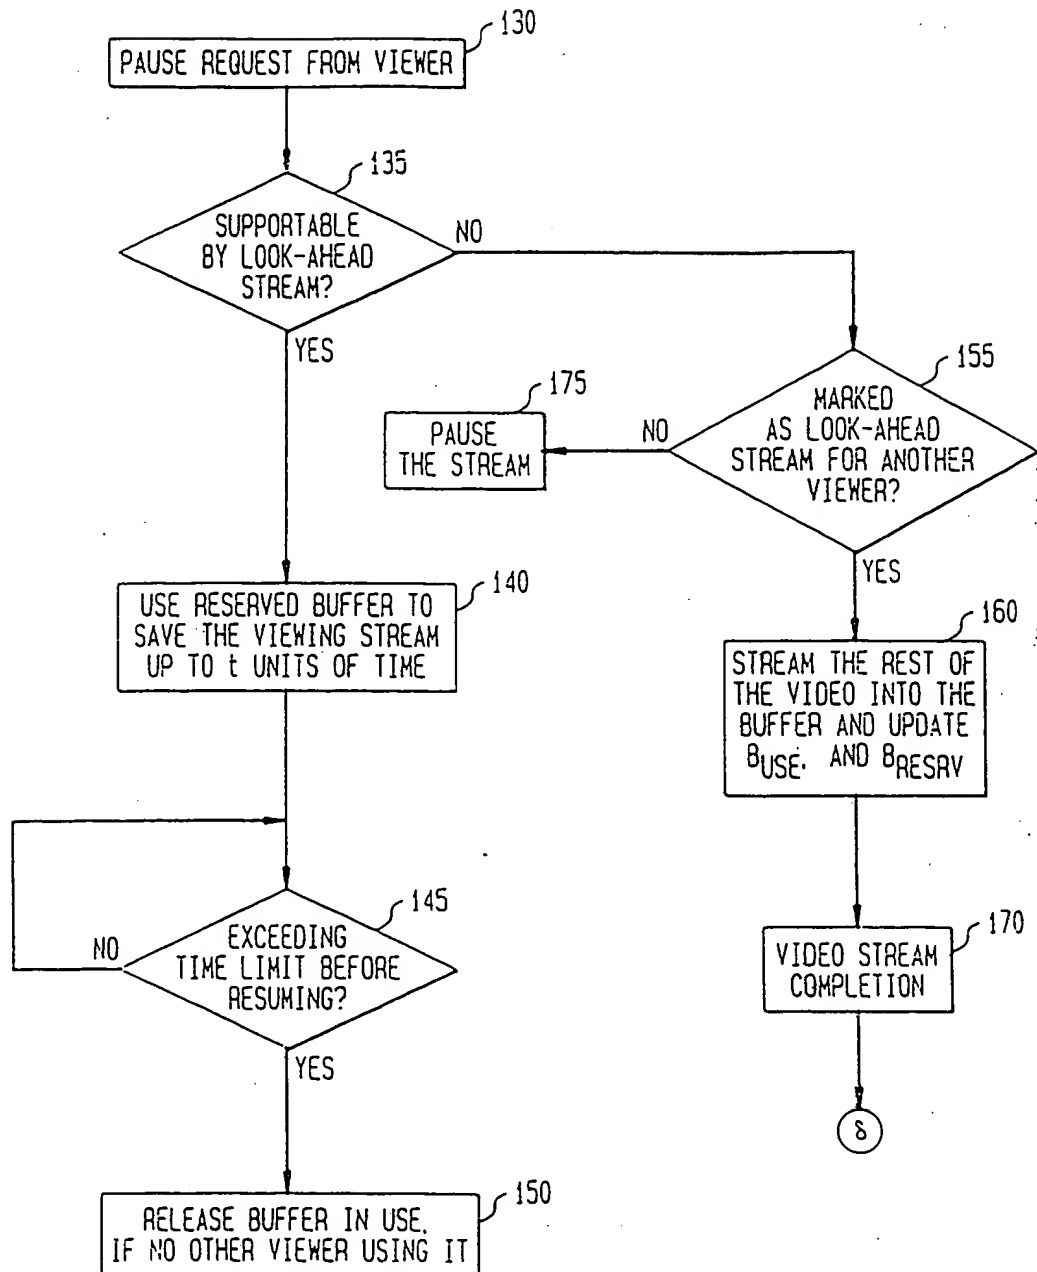 130
PAUSE REQUEST FROM VIEWER
135
SUPPORTABLE
BY LOOK-AHEAD
STREAM?
NO
YES
155
MARKED
AS LOOK-AHEAD
STREAM FOR ANOTHER
VIEWER?
NO
YES
175
PAUSE
THE STREAM
140
USE RESERVED BUFFER TO
SAVE THE VIEWING STREAM
UP TO t UNITS OF TIME
160
STREAM THE REST OF
THE VIDEO INTO THE
BUFFER AND UPDATE
BUSE. AND BRESRV
145
EXCEEDING
TIME LIMIT BEFORE
RESUMING?
NO
YES
170
VIDEO STREAM
COMPLETION
δ
150
RELEASE BUFFER IN USE.
IF NO OTHER VIEWER USING IT